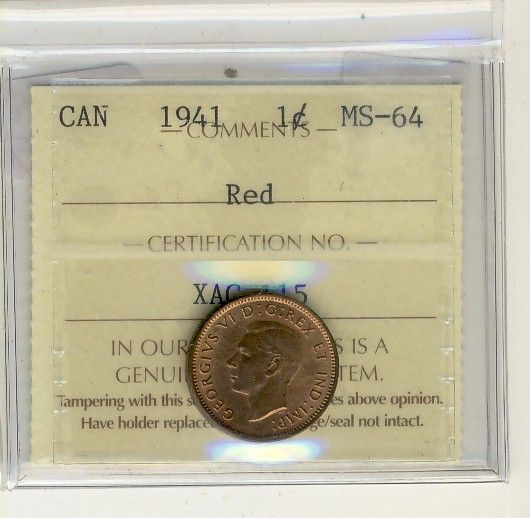 CAN 1941 1¢ MS-64
— COMMENTS —
Red
— CERTIFICATION NO. —
IN OUR IS A
GENUI TEM.
Tampering with this es above opinion.
Have holder replace ge/seal not intact.
GEORGIVS VI D:G:REX ET IND:IMP: